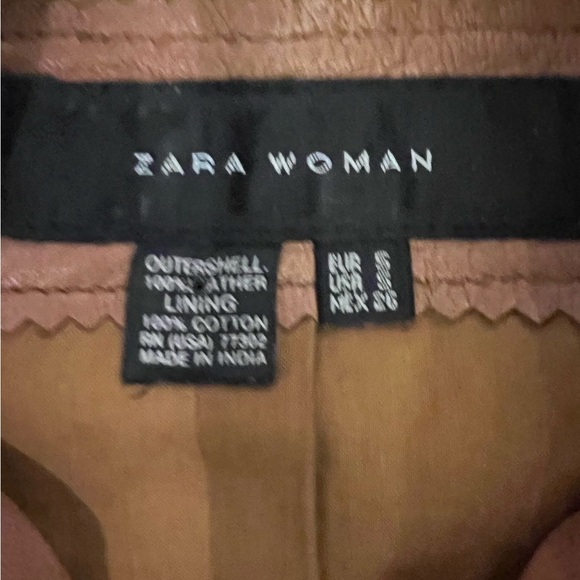 ZARA WOMAN
OUTERSHELL.
100% LEATHER
LINING
100% COTTON
RN (USA) 77302
MADE IN INDIA
EUR S
USA S
MEX 26